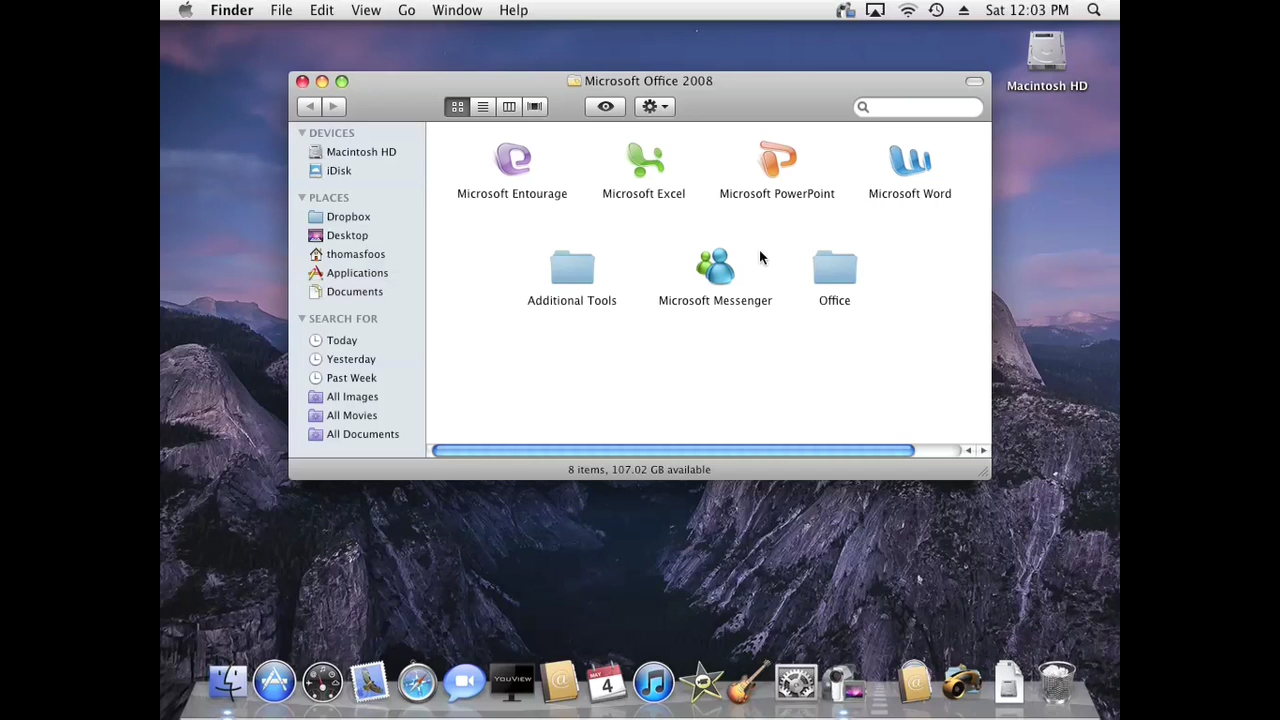 Finder File Edit View Go Window Help Sat 12:03 PM
Macintosh HD
Microsoft Office 2008
DEVICES
Macintosh HD
iDisk
PLACES
Dropbox
Desktop
thomasfoos
Applications
Documents
SEARCH FOR
Today
Yesterday
Past Week
All Images
All Movies
All Documents
Microsoft Entourage Microsoft Excel Microsoft PowerPoint Microsoft Word
Additional Tools Microsoft Messenger Office
8 items, 107.02 GB available
YOUVIEW
MAY
4